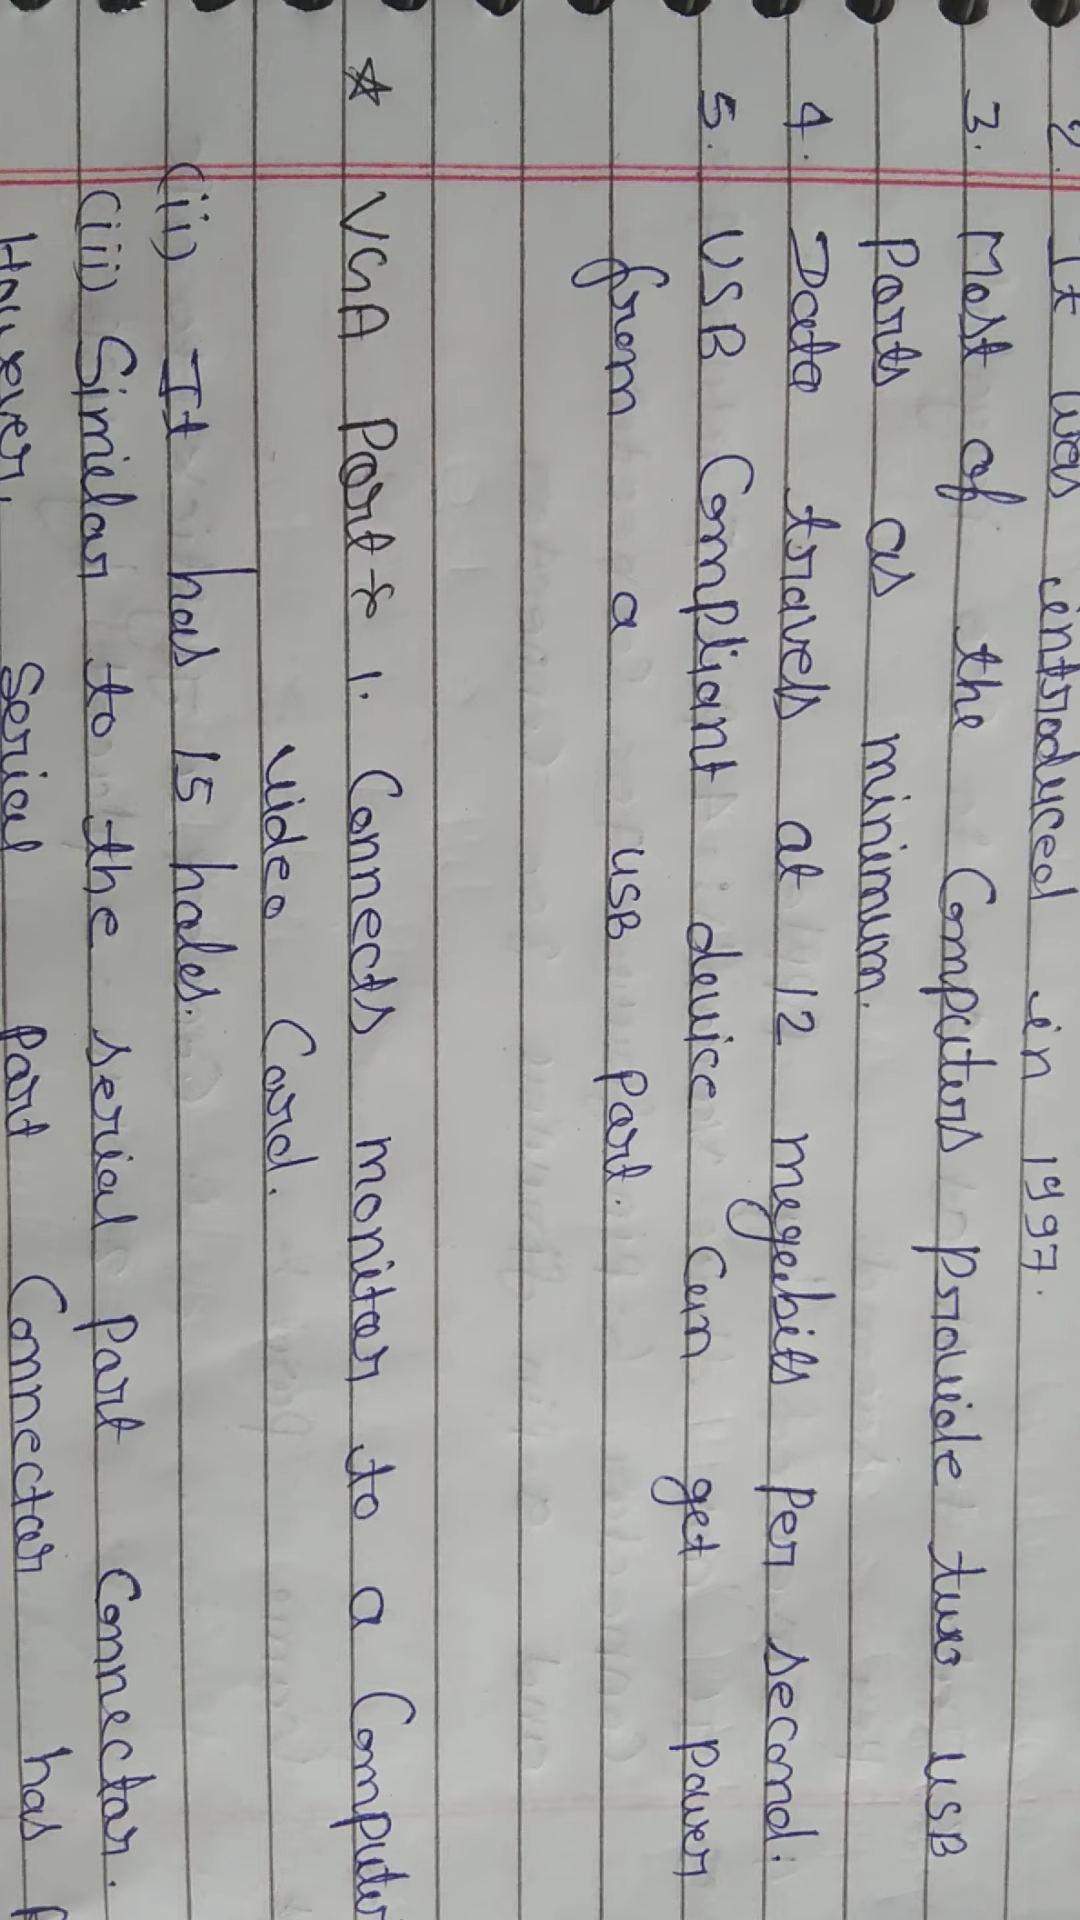 2. It was introduced in 1997.
3. Most of the Computers provide two USB
Ports as minimum.
4. Data travels at 12 megabits per second.
5. USB Compliant device Can get power
from a USB Port.
☆ VGA Port :- 1. Connects monitor to a Computer
video Card.
(ii) It has 15 holes.
(iii) Similar to the serial Port Connector.
However, Serial Port Connector has